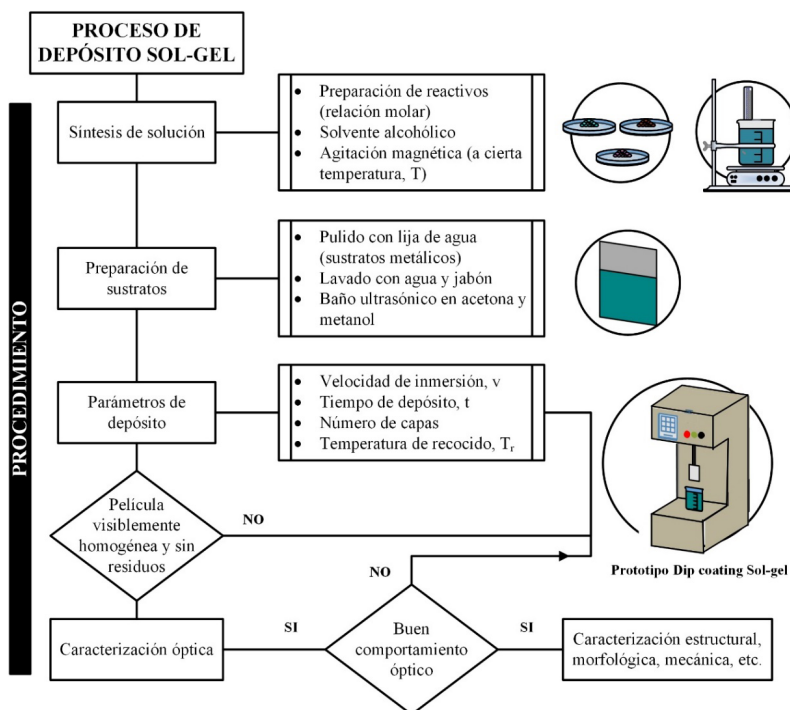 PROCESO DE
DEPÓSITO SOL-GEL
PROCEDIMIENTO
Síntesis de solución
• Preparación de reactivos
(relación molar)
• Solvente alcohólico
• Agitación magnética (a cierta
temperatura, T)
Preparación de
sustratos
• Pulido con lija de agua
(sustratos metálicos)
• Lavado con agua y jabón
• Baño ultrasónico en acetona y
metanol
Parámetros de
depósito
• Velocidad de inmersión, v
• Tiempo de depósito, t
• Número de capas
• Temperatura de recocido, Tr
Prototipo Dip coating Sol-gel
Película
visiblemente
homogénea y sin
residuos
NO
NO
Caracterización óptica
SI
Buen
comportamiento
óptico
SI
Caracterización estructural,
morfológica, mecánica, etc.